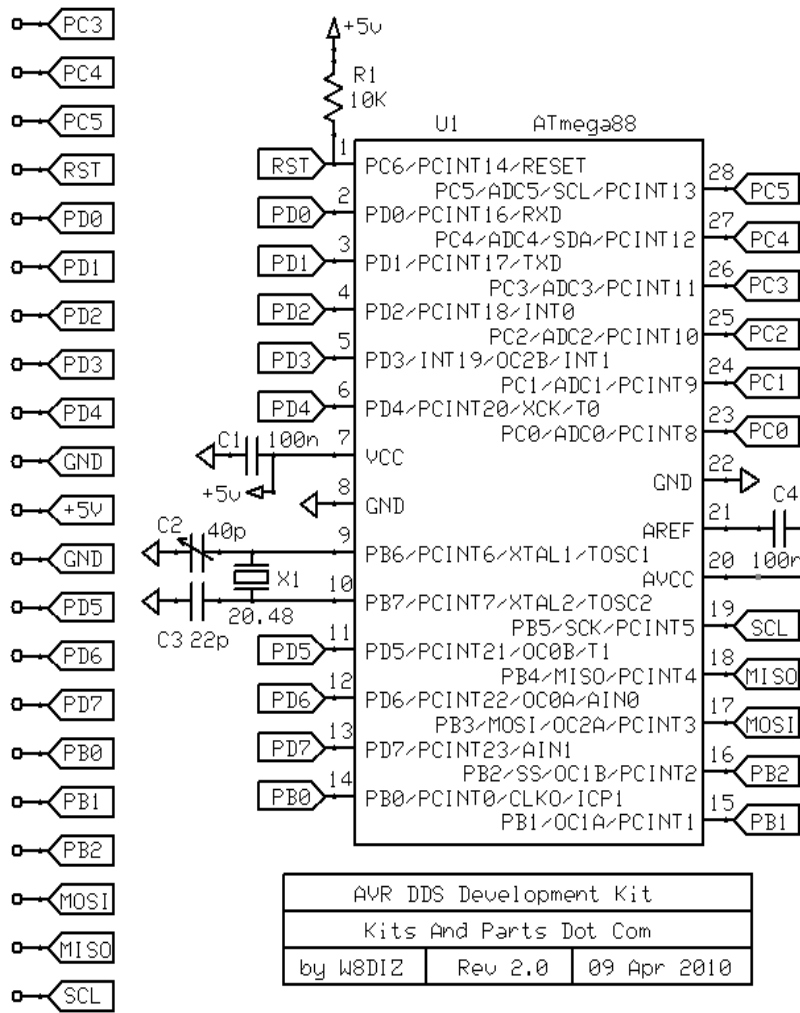 PC3
PC4
PC5
RST
PD0
PD1
PD2
PD3
PD4
GND
+5V
GND
PD5
PD6
PD7
PB0
PB1
PB2
MOSI
MISO
SCL
+5v
R1
10K
U1 ATmega88
RST 1 PC6/PCINT14/RESET
PC5/ADC5/SCL/PCINT13 28 PC5
PD0 2 PD0/PCINT16/RXD
PC4/ADC4/SDA/PCINT12 27 PC4
PD1 3 PD1/PCINT17/TXD
PC3/ADC3/PCINT11 26 PC3
PD2 4 PD2/PCINT18/INT0
PC2/ADC2/PCINT10 25 PC2
PD3 5 PD3/INT19/OC2B/INT1
PC1/ADC1/PCINT9 24 PC1
PD4 6 PD4/PCINT20/XCK/T0
PC0/ADC0/PCINT8 23 PC0
C1 100n 7 VCC
+5v
GND 22
8 GND
AREF 21 C4
C2 40p 9 PB6/PCINT6/XTAL1/TOSC1
AVCC 20 100n
X1
20.48
C3 22p 10 PB7/PCINT7/XTAL2/TOSC2
PB5/SCK/PCINT5 19 SCL
PD5 11 PD5/PCINT21/OC0B/T1
PB4/MISO/PCINT4 18 MISO
PD6 12 PD6/PCINT22/OC0A/AIN0
PB3/MOSI/OC2A/PCINT3 17 MOSI
PD7 13 PD7/PCINT23/AIN1
PB2/SS/OC1B/PCINT2 16 PB2
PB0 14 PB0/PCINT0/CLKO/ICP1
PB1/OC1A/PCINT1 15 PB1
AVR DDS Development Kit
Kits And Parts Dot Com
by W8DIZ Rev 2.0 09 Apr 2010